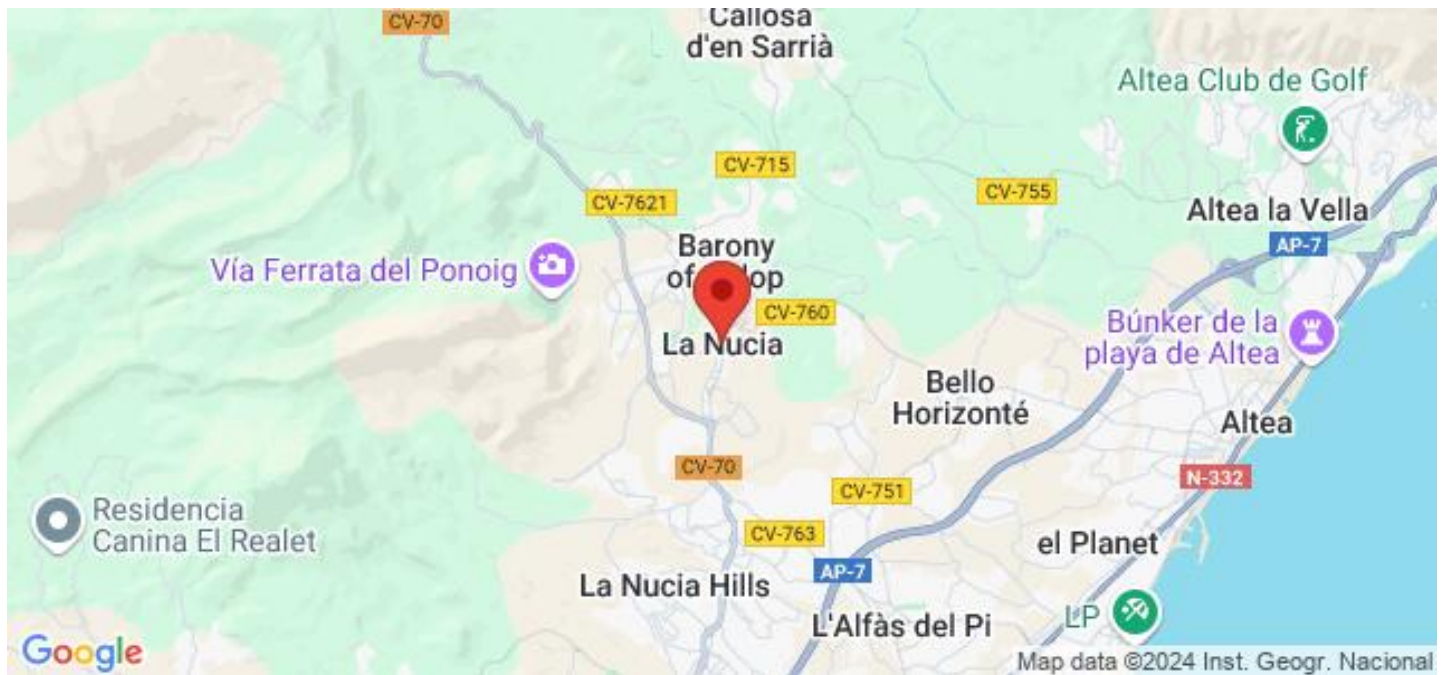 CV-70
Callosa
d'en Sarrià
Altea Club de Golf
CV-715
CV-755
CV-7621
Altea la Vella
AP-7
Barony
Vía Ferrata del Ponoig
CV-760
Búnker de la
playa de Altea
La Nucia
Bello
Horizonté
Altea
CV-70
N-332
CV-751
Residencia
Canina El Realet
CV-763
el Planet
AP-7
La Nucia Hills
L'Alfàs del Pi
LP
Google
Map data ©2024 Inst. Geogr. Nacional